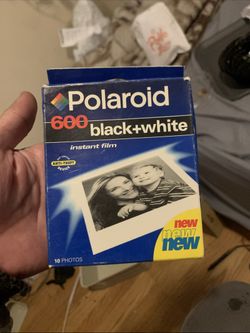 Polaroid
600 black+white
instant film
new
new
new
10 PHOTOS